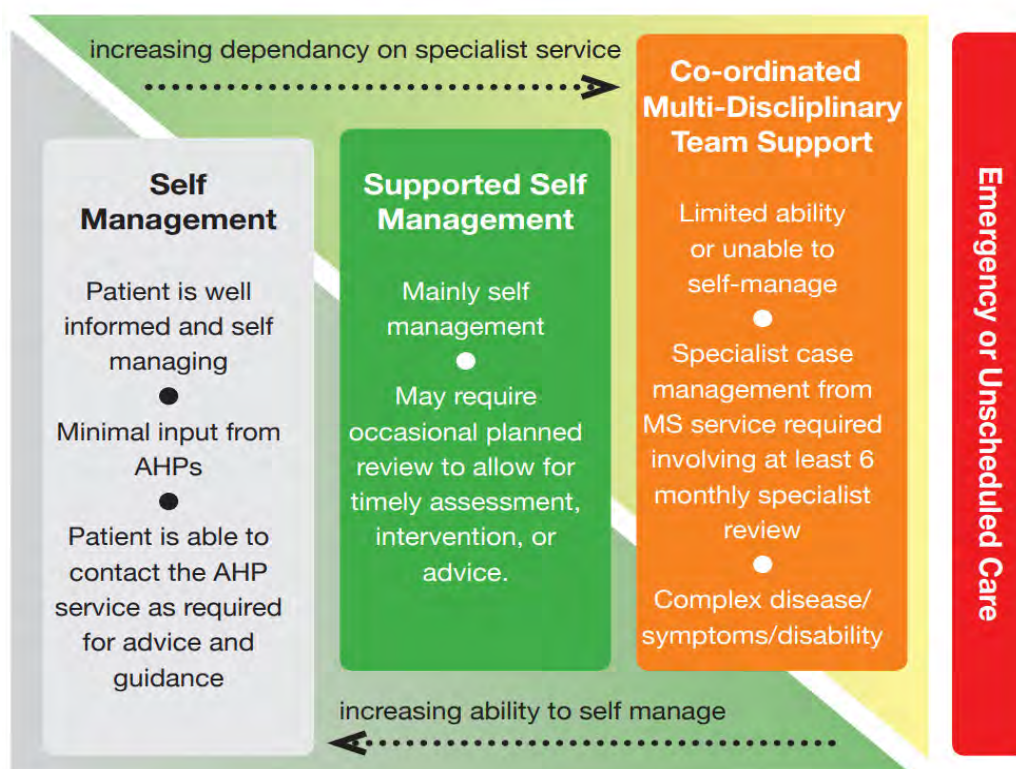 increasing dependancy on specialist service
Self
Management
Patient is well
informed and self
managing
Minimal input from
AHPs
Patient is able to
contact the AHP
service as required
for advice and
guidance
Supported Self
Management
Mainly self
management
May require
occasional planned
review to allow for
timely assessment,
intervention, or
advice.
Co-ordinated
Multi-Discliplinary
Team Support
Limited ability
or unable to
self-manage
Specialist case
management from
MS service required
involving at least 6
monthly specialist
review
Complex disease/
symptoms/disability
Emergency or Unscheduled Care
increasing ability to self manage